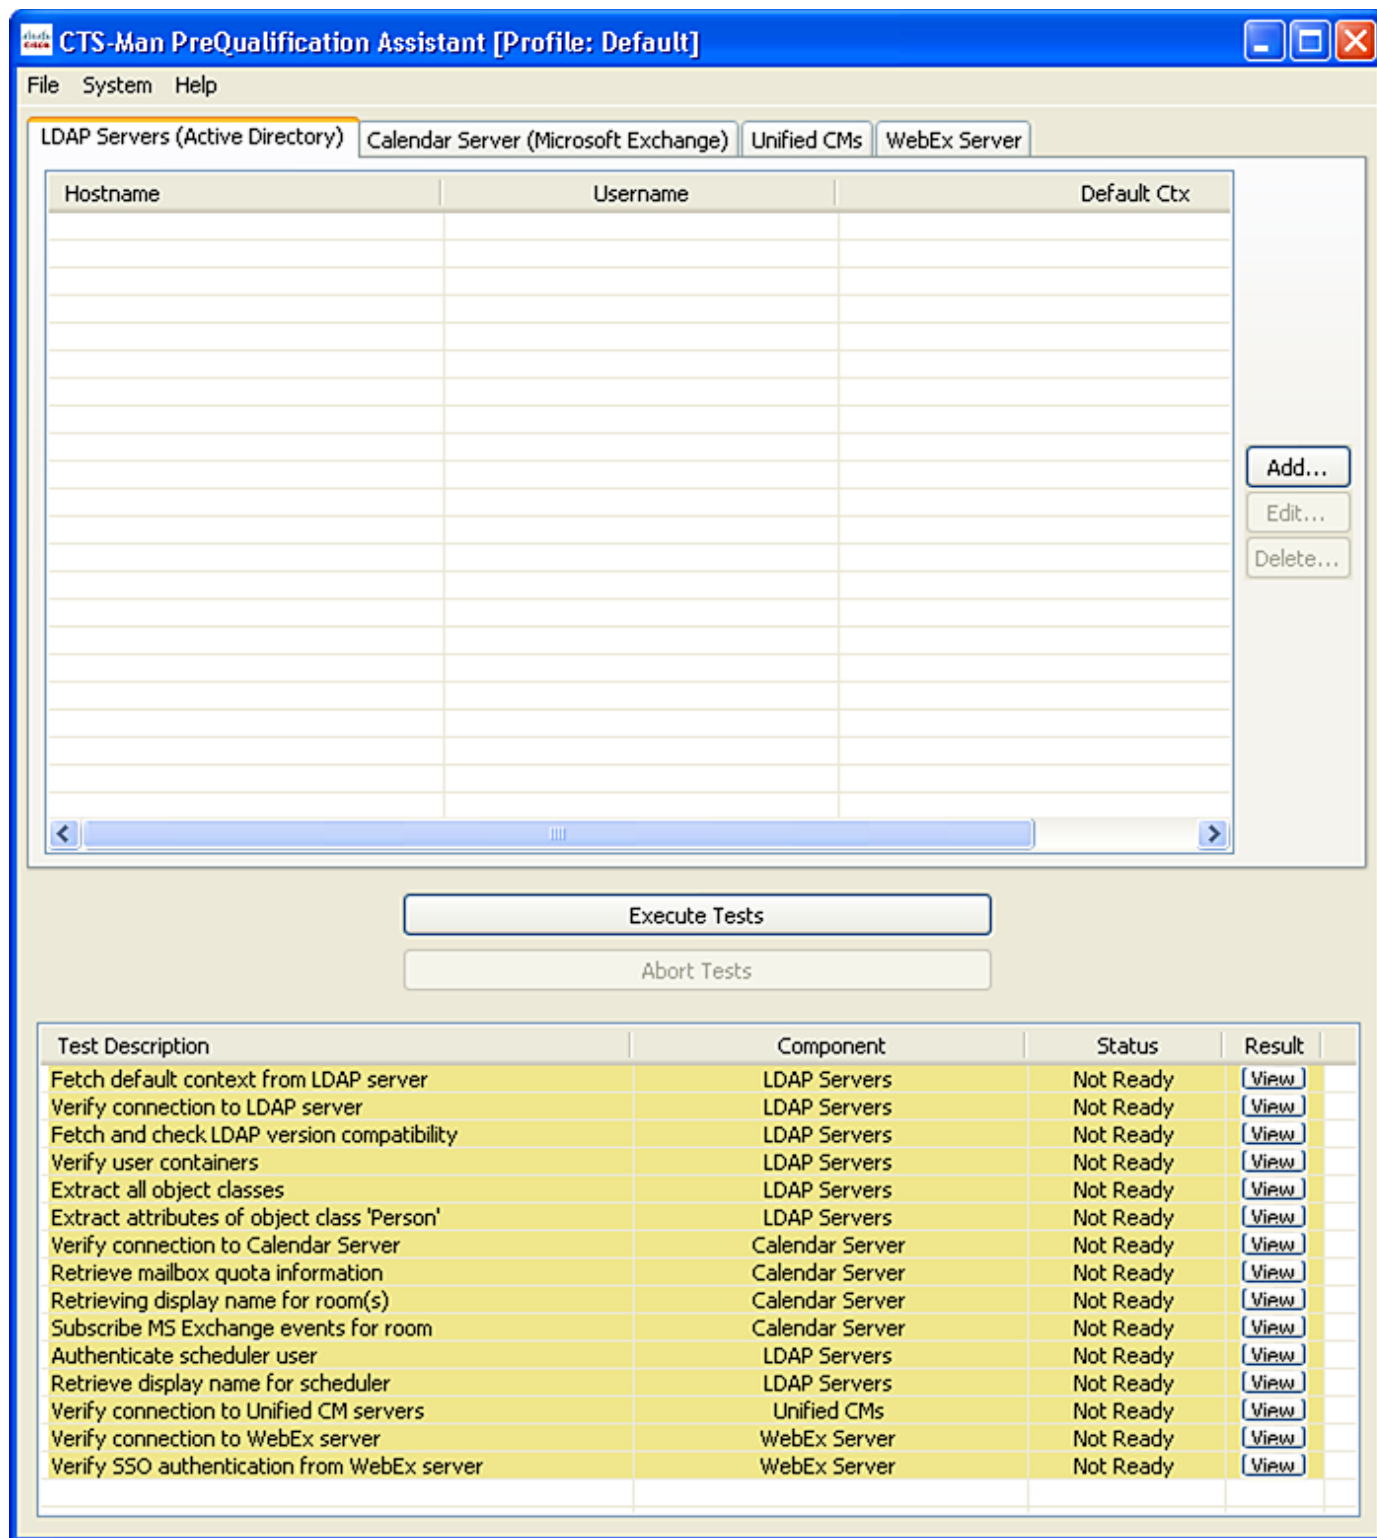 CTS-Man PreQualification Assistant [Profile: Default]
File System Help
LDAP Servers (Active Directory) Calendar Server (Microsoft Exchange) Unified CMs WebEx Server
Hostname Username Default Ctx
Add...
Edit...
Delete...
Execute Tests
Abort Tests
Test Description Component Status Result
Fetch default context from LDAP server LDAP Servers Not Ready View
Verify connection to LDAP server LDAP Servers Not Ready View
Fetch and check LDAP version compatibility LDAP Servers Not Ready View
Verify user containers LDAP Servers Not Ready View
Extract all object classes LDAP Servers Not Ready View
Extract attributes of object class 'Person' LDAP Servers Not Ready View
Verify connection to Calendar Server Calendar Server Not Ready View
Retrieve mailbox quota information Calendar Server Not Ready View
Retrieving display name for room(s) Calendar Server Not Ready View
Subscribe MS Exchange events for room Calendar Server Not Ready View
Authenticate scheduler user LDAP Servers Not Ready View
Retrieve display name for scheduler LDAP Servers Not Ready View
Verify connection to Unified CM servers Unified CMs Not Ready View
Verify connection to WebEx server WebEx Server Not Ready View
Verify SSO authentication from WebEx server WebEx Server Not Ready View